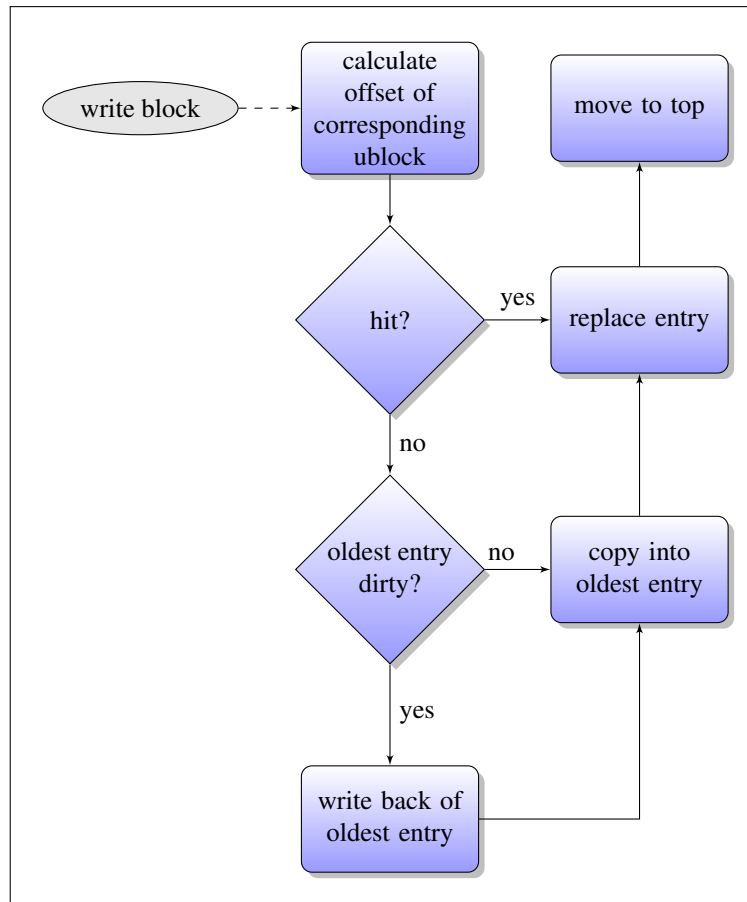 write block
calculate
offset of
corresponding
ublock
move to top
hit?
yes
replace entry
no
oldest entry
dirty?
no
copy into
oldest entry
yes
write back of
oldest entry